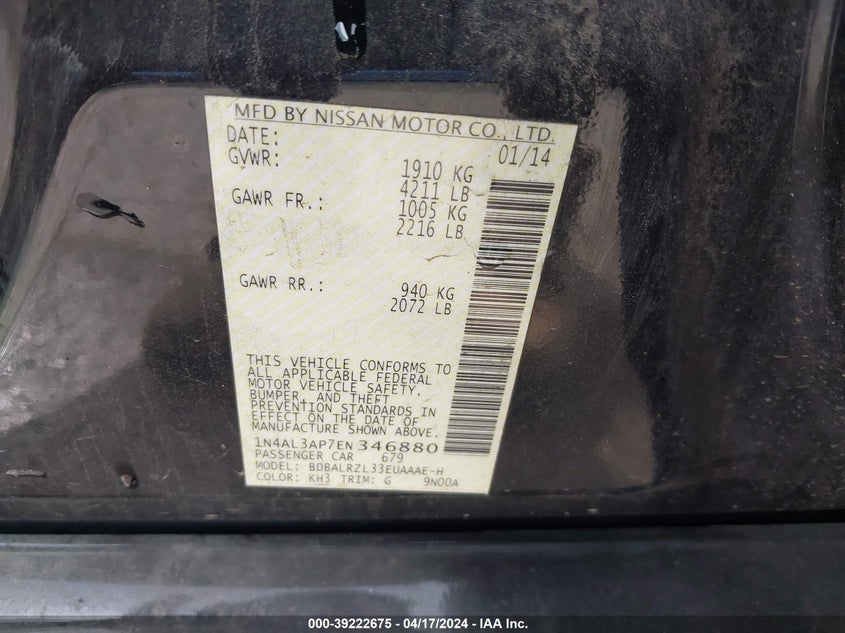 MFD BY NISSAN MOTOR CO., LTD.
DATE: 01/14
GVWR: 1910 KG
4211 LB
GAWR FR.: 1005 KG
2216 LB
GAWR RR.: 940 KG
2072 LB
THIS VEHICLE CONFORMS TO
ALL APPLICABLE FEDERAL
MOTOR VEHICLE SAFETY,
BUMPER, AND THEFT
PREVENTION STANDARDS IN
EFFECT ON THE DATE OF
MANUFACTURE SHOWN ABOVE.
1N4AL3AP7EN346880
PASSENGER CAR 679
MODEL: BDBALRZL33EUAAAE-H
COLOR: KH3 TRIM: G 9N00A
000-39222675 - 04/17/2024 - IAA Inc.